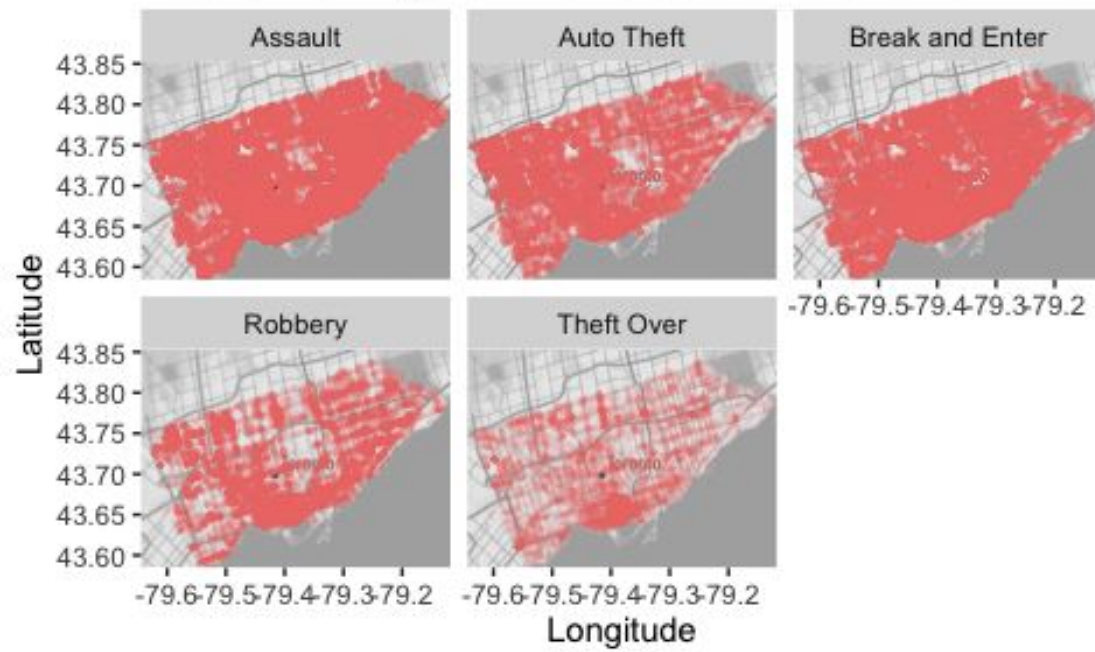 Assault
Auto Theft
Break and Enter
43.85
43.80
43.75
43.70
43.65
43.60
-79.6 -79.5 -79.4 -79.3 -79.2
Robbery
Theft Over
43.85
43.80
43.75
43.70
43.65
43.60
-79.6 -79.5 -79.4 -79.3 -79.2
-79.6 -79.5 -79.4 -79.3 -79.2
Latitude
Longitude